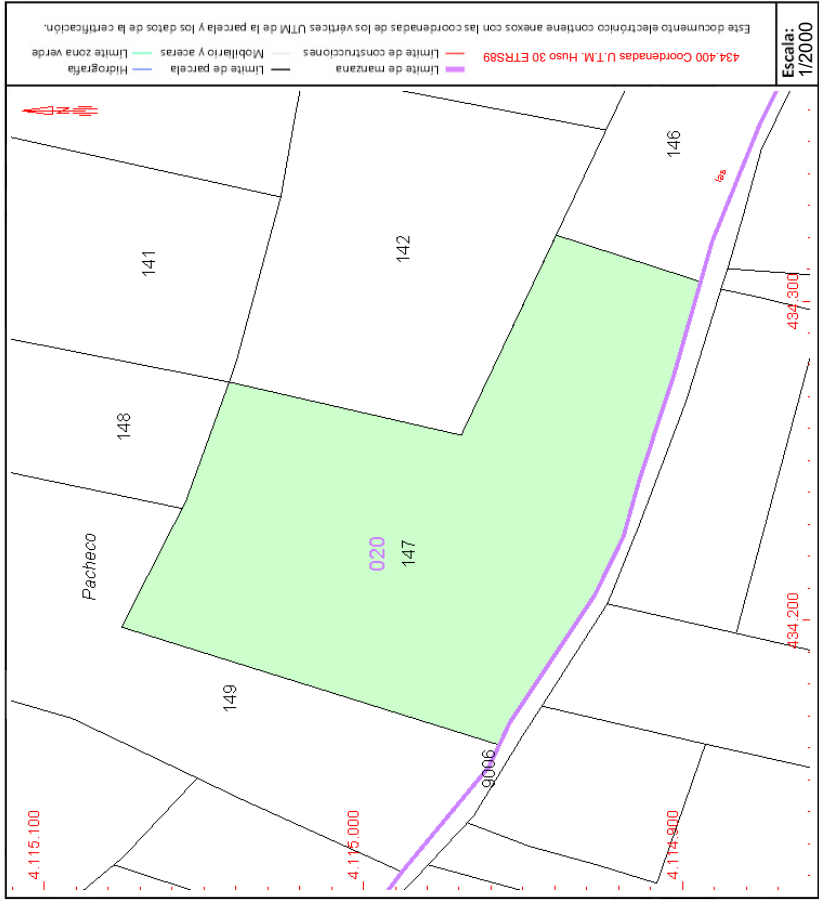 Este documento electrónico contiene anexos con las coordenadas de los vértices UTM de la parcela y los datos de la certificación.
434.400 Coordenadas U.T.M. Huso 30 ETRS89
Límite de manzana
Límite de construcciones
Límite de parcela
Mobiliario y aceras
Hidrografía
Límite zona verde
Escala:
1/2000
146
141
142
434.300
148
Pacheco
020
147
434.200
149
9006
4.115.100
4.115.000
4.114.900